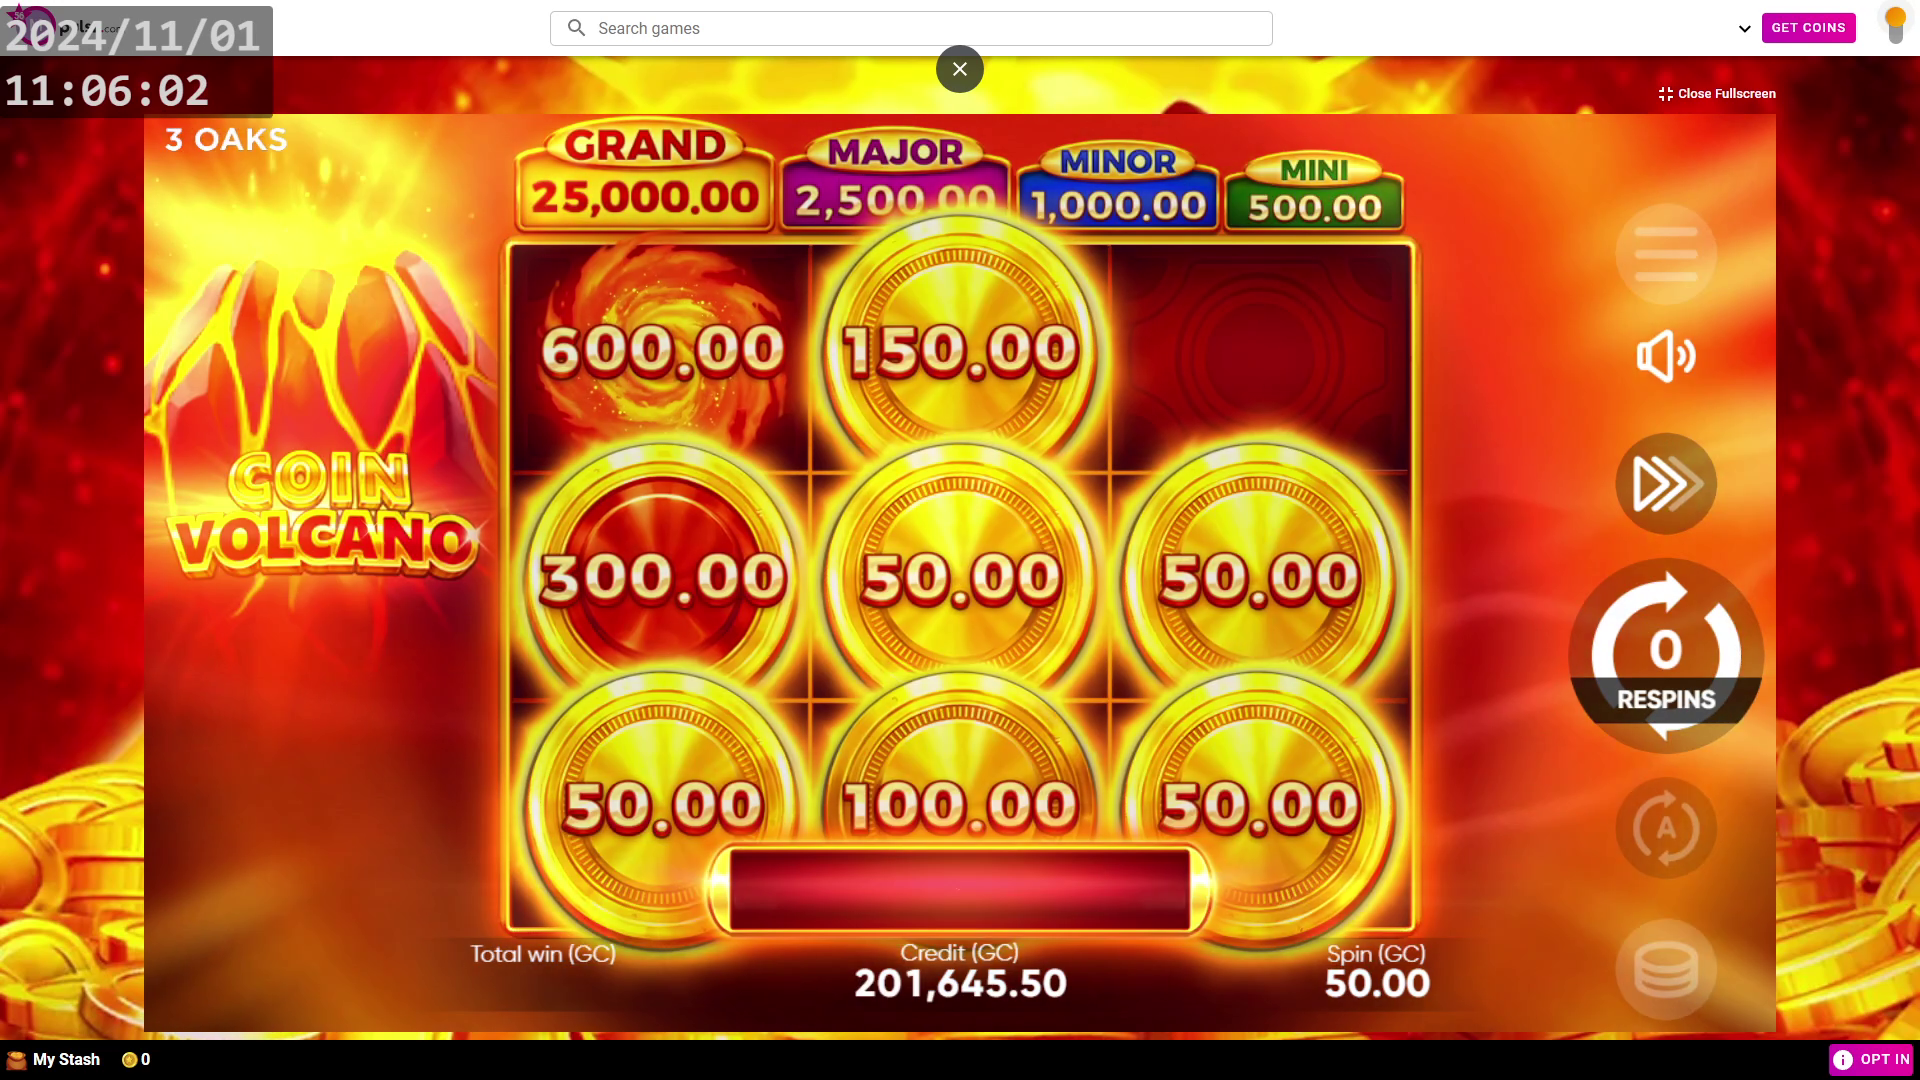 2024/11/01
11:06:02
Search games
GET COINS
Close Fullscreen
3 OAKS
GRAND
25,000.00
MAJOR
2,500.00
MINOR
1,000.00
MINI
500.00
600.00
150.00
COIN
VOLCANO
300.00
50.00
50.00
0
RESPINS
50.00
100.00
50.00
A
Total win (GC)
Credit (GC)
201,645.50
Spin (GC)
50.00
My Stash
0
OPT IN